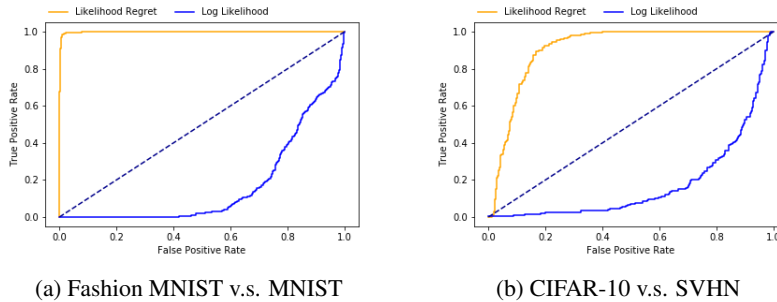 Likelihood Regret Log Likelihood
1.0
0.8
0.6
0.4
0.2
0.0
True Positive Rate
0.0 0.2 0.4 0.6 0.8 1.0
False Positive Rate
(a) Fashion MNIST v.s. MNIST
Likelihood Regret Log Likelihood
1.0
0.8
0.6
0.4
0.2
0.0
True Positive Rate
0.0 0.2 0.4 0.6 0.8 1.0
False Positive Rate
(b) CIFAR-10 v.s. SVHN